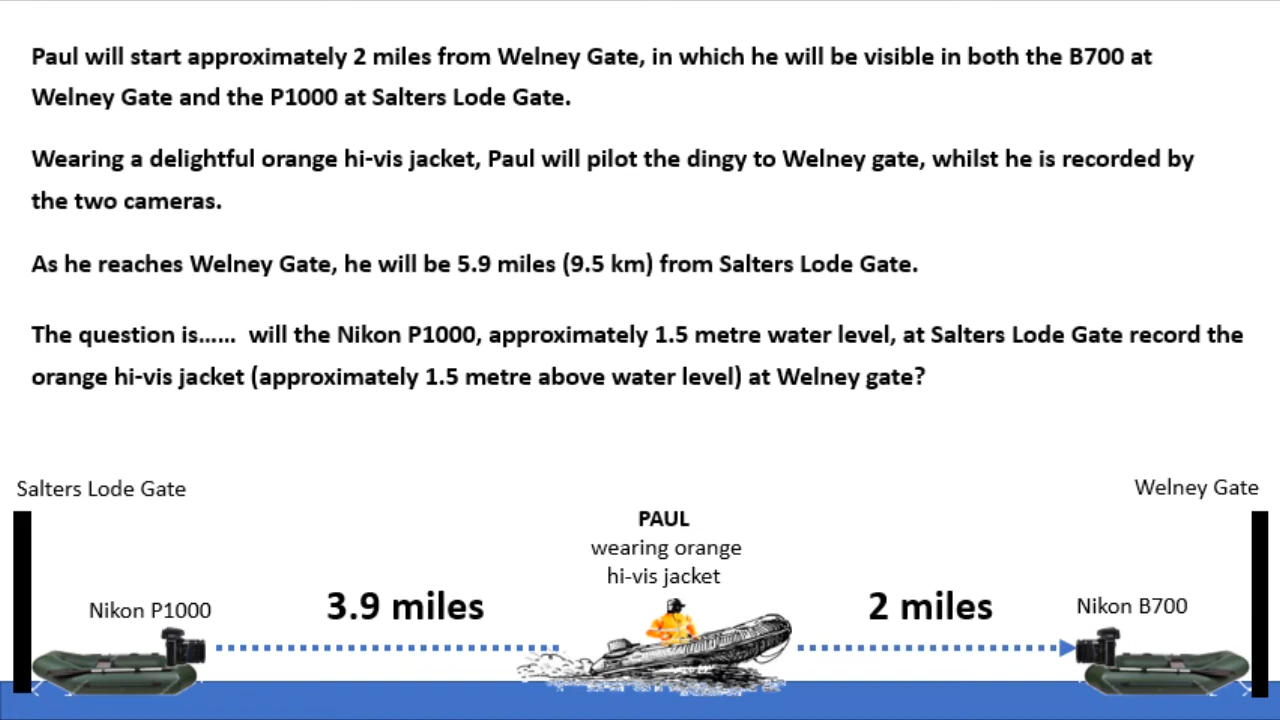 Paul will start approximately 2 miles from Welney Gate, in which he will be visible in both the B700 at
Welney Gate and the P1000 at Salters Lode Gate.
Wearing a delightful orange hi-vis jacket, Paul will pilot the dingy to Welney gate, whilst he is recorded by
the two cameras.
As he reaches Welney Gate, he will be 5.9 miles (9.5 km) from Salters Lode Gate.
The question is...... will the Nikon P1000, approximately 1.5 metre water level, at Salters Lode Gate record the
orange hi-vis jacket (approximately 1.5 metre above water level) at Welney gate?
Salters Lode Gate
Welney Gate
PAUL
wearing orange
hi-vis jacket
Nikon P1000
3.9 miles
2 miles
Nikon B700